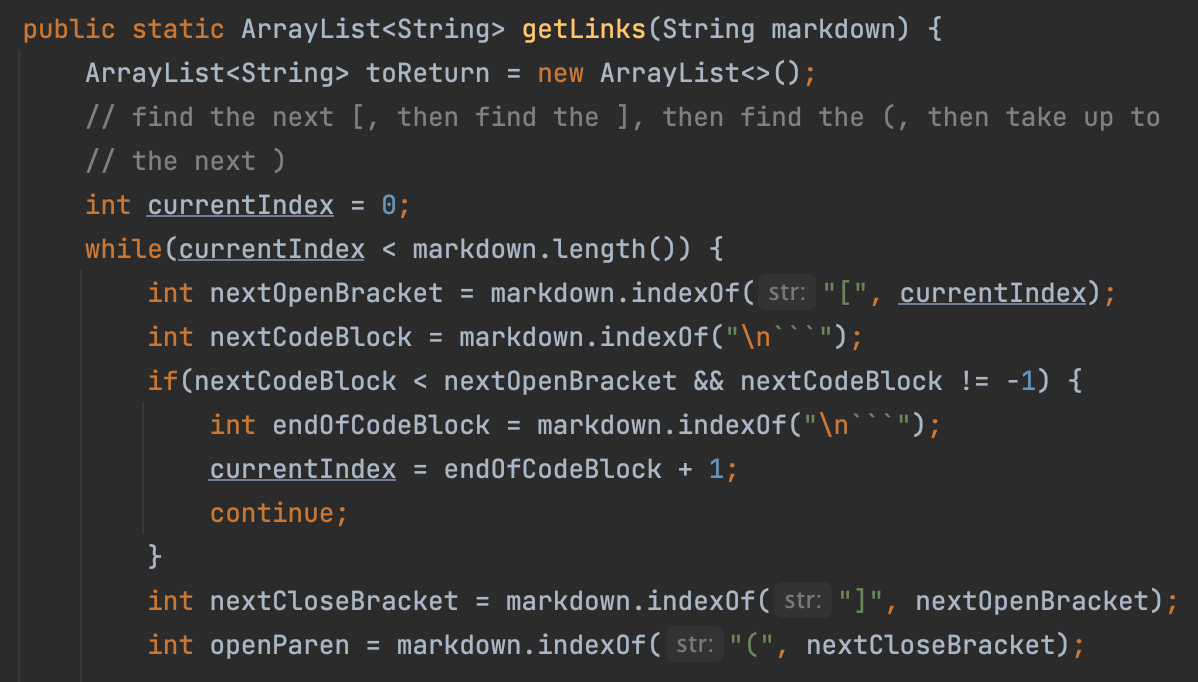 public static ArrayList<String> getLinks(String markdown) {
    ArrayList<String> toReturn = new ArrayList<>();
    // find the next [, then find the ], then find the (, then take up to
    // the next )
    int currentIndex = 0;
    while(currentIndex < markdown.length()) {
        int nextOpenBracket = markdown.indexOf( str: "[", currentIndex);
        int nextCodeBlock = markdown.indexOf("\n```");
        if(nextCodeBlock < nextOpenBracket && nextCodeBlock != -1) {
            int endOfCodeBlock = markdown.indexOf("\n```");
            currentIndex = endOfCodeBlock + 1;
            continue;
        }
        int nextCloseBracket = markdown.indexOf( str: "]", nextOpenBracket);
        int openParen = markdown.indexOf( str: "(", nextCloseBracket);